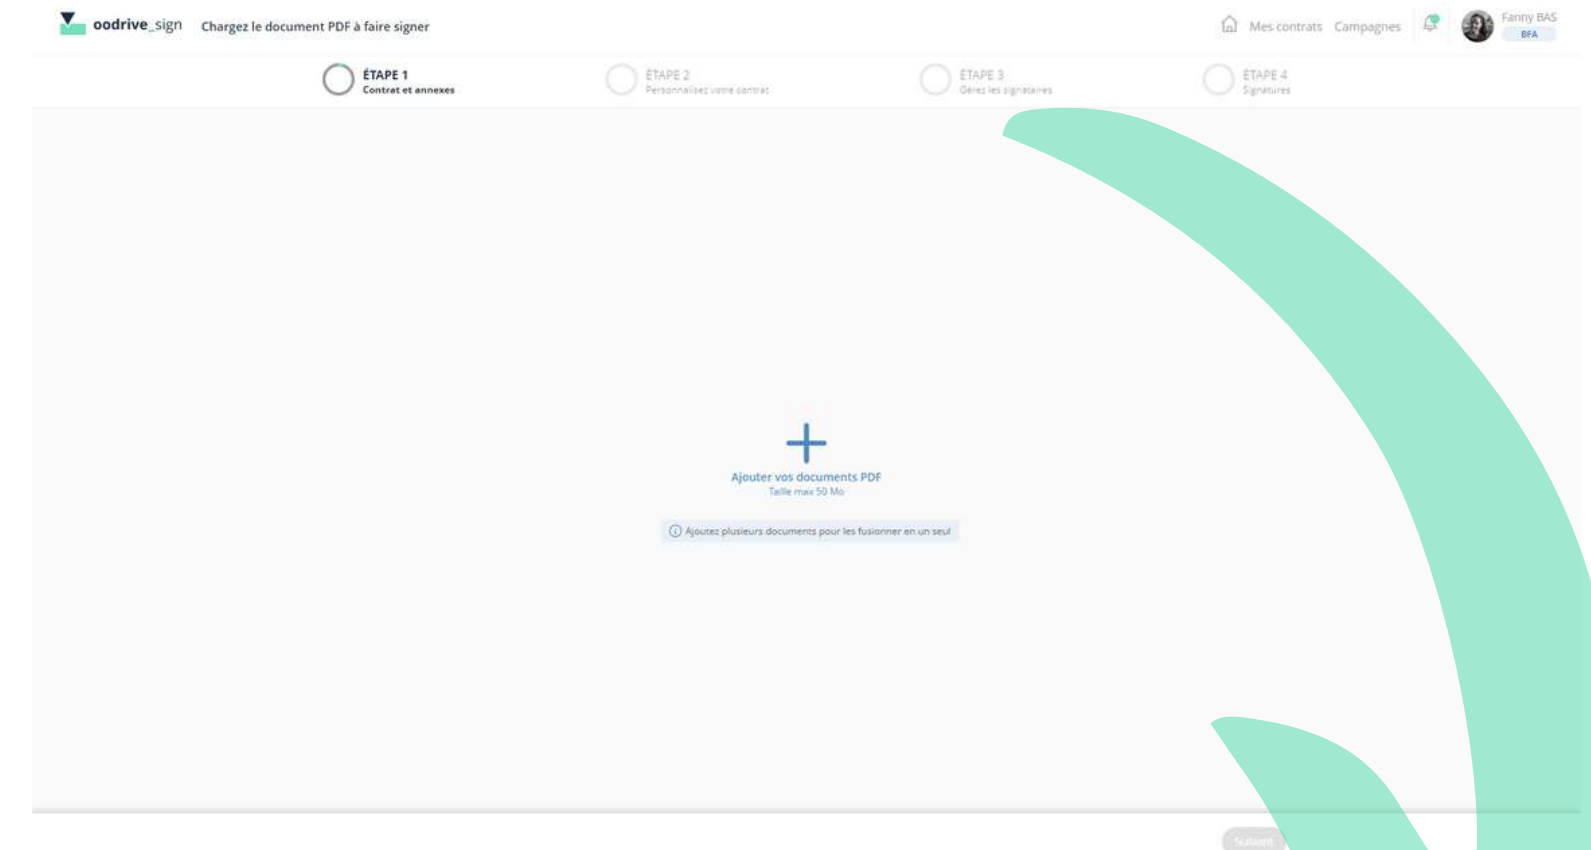 oodrive_sign Chargez le document PDF à faire signer
Mes contrats Campagnes
Fanny BAS
BFA
ÉTAPE 1
Contrat et annexes
ÉTAPE 2
Personnalisez votre contrat
ÉTAPE 3
Gérez les signataires
ÉTAPE 4
Signatures
Ajouter vos documents PDF
Taille max 50 Mo
Ajoutez plusieurs documents pour les fusionner en un seul
Suivant